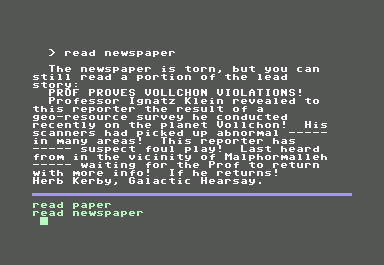 > read newspaper
The newspaper is torn, but you can
still read a portion of the lead
story:
PROF PROVES VOLLCHON VIOLATIONS!
Professor Ignatz Klein revealed to
this reporter the result of a
geo-resource survey he conducted
recently on the planet Vollchon!  His
scanners had picked up abnormal -----
in many areas!  This reporter has
----- suspect foul play!  Last heard
from in the vicinity of Malphormalleh
----- waiting for the Prof to return
with more info!  If he returns!
Herb Kerby, Galactic Hearsay.
read paper
read newspaper